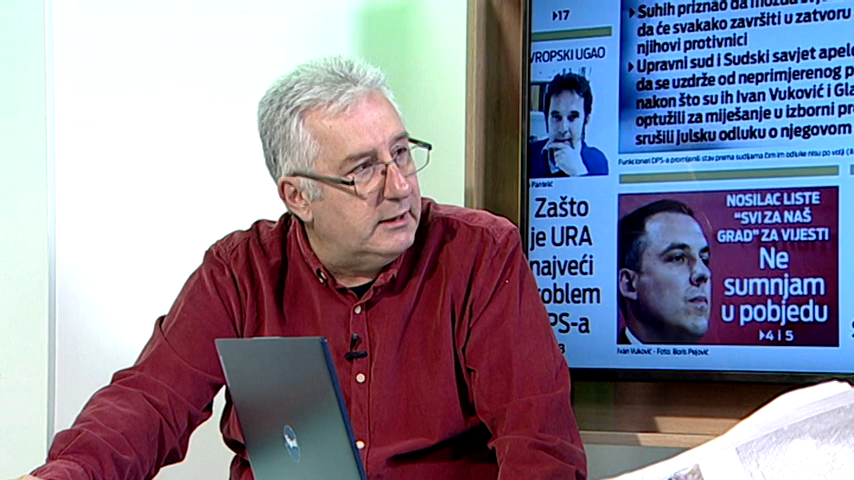 ▶17
VROPSKI UGAO
Pantelić
Zašto
je URA
najveći
problem
DPS-a
▶Suhih priznao da
da će svakako završiti u zatvoru
njihovi protivnici
▶Upravni sud i Sudski savjet
da se uzdrže od neprimjerenog
nakon što su ih Ivan Vuković i
optužili za miješanje u izborni
srušili julsku odluku o njegovom
Funkcioneri DPS-a promijenili stav prema sudijama čim im odluke nisu po volji
NOSILAC LISTE
"SVI ZA NAŠ
GRAD" ZA VIJESTI
Ne
sumnjam
u pobjedu
▶4 i 5
Ivan Vuković - Foto: Boris Pejović